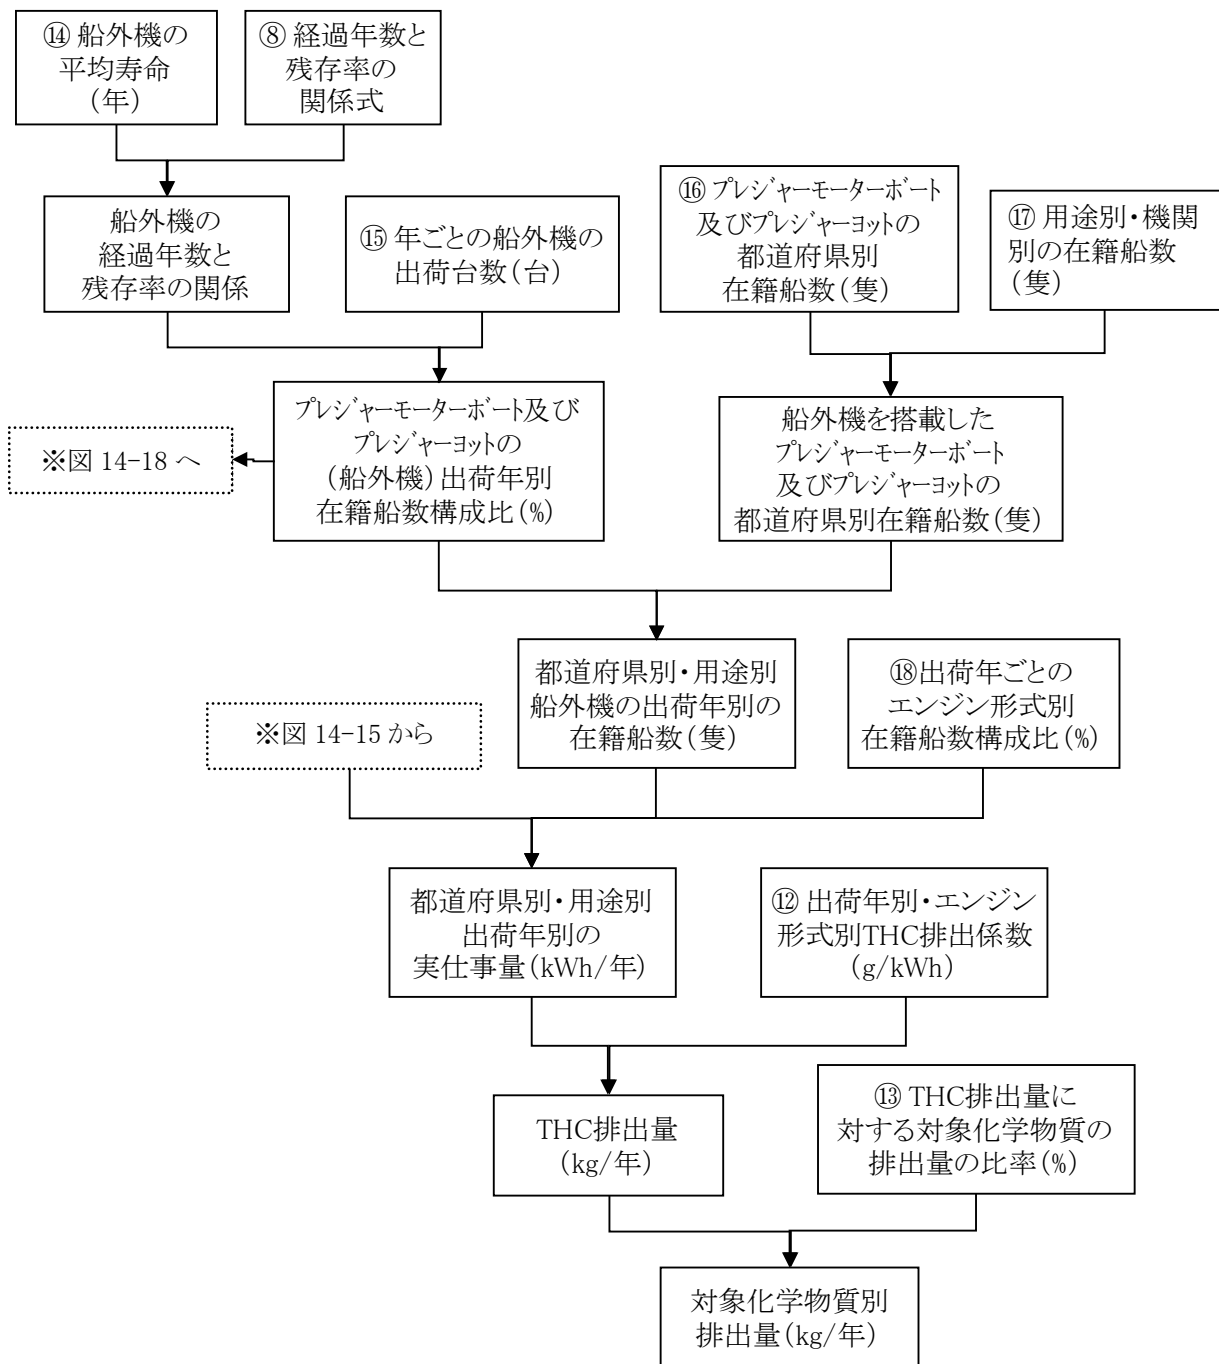 ⑭ 船外機の
平均寿命
(年)
⑧ 経過年数と
残存率の
関係式
船外機の
経過年数と
残存率の関係
⑮ 年ごとの船外機の
出荷台数(台)
⑯ プレジャーモーターボート
及びプレジャーヨットの
都道府県別
在籍船数(隻)
⑰ 用途別・機関
別の在籍船数
(隻)
※図 14-18 へ
プレジャーモーターボート及び
プレジャーヨットの
(船外機)出荷年別
在籍船数構成比(%)
船外機を搭載した
プレジャーモーターボート
及びプレジャーヨットの
都道府県別在籍船数(隻)
※図 14-15 から
都道府県別・用途別
船外機の出荷年別の
在籍船数(隻)
⑱出荷年ごとの
エンジン形式別
在籍船数構成比(%)
都道府県別・用途別
出荷年別の
実仕事量(kWh/年)
⑫ 出荷年別・エンジン
形式別THC排出係数
(g/kWh)
THC排出量
(kg/年)
⑬ THC排出量に
対する対象化学物質の
排出量の比率(%)
対象化学物質別
排出量(kg/年)